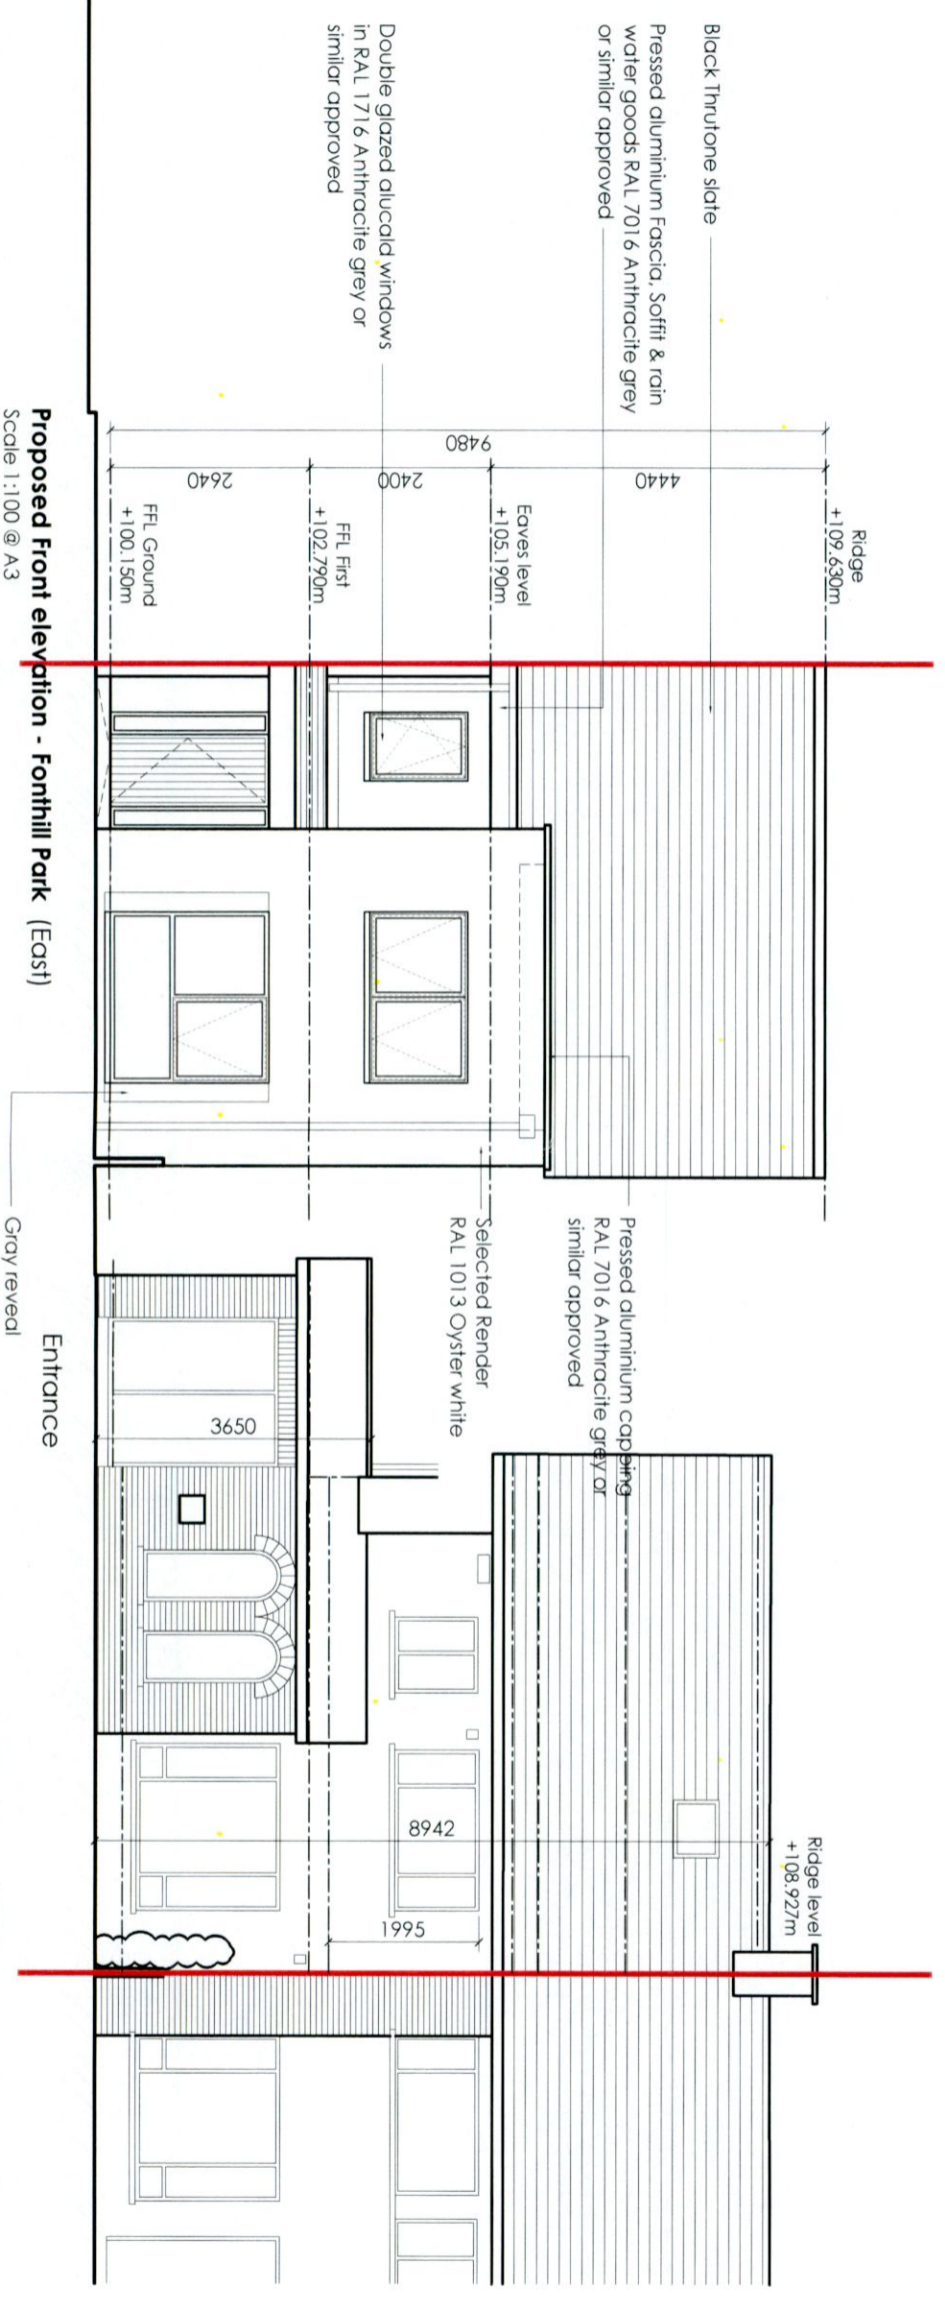 Black Thrutone slate
Pressed aluminium Fascia, Soffit & rain
water goods RAL 7016 Anthracite grey
or similar approved
Double glazed alucald windows
in RAL 1716 Anthracite grey or
similar approved
9480
4440
2400
2640
Ridge
+109.630m
Eaves level
+105.190m
FFL First
+102.790m
FFL Ground
+100.150m
Pressed aluminium capping
RAL 7016 Anthracite grey or
similar approved
Selected Render
RAL 1013 Oyster white
3650
8942
1995
Ridge level
+108.927m
Gray reveal
Entrance
Proposed Front elevation - Fonthill Park (East)
Scale 1:100 @ A3